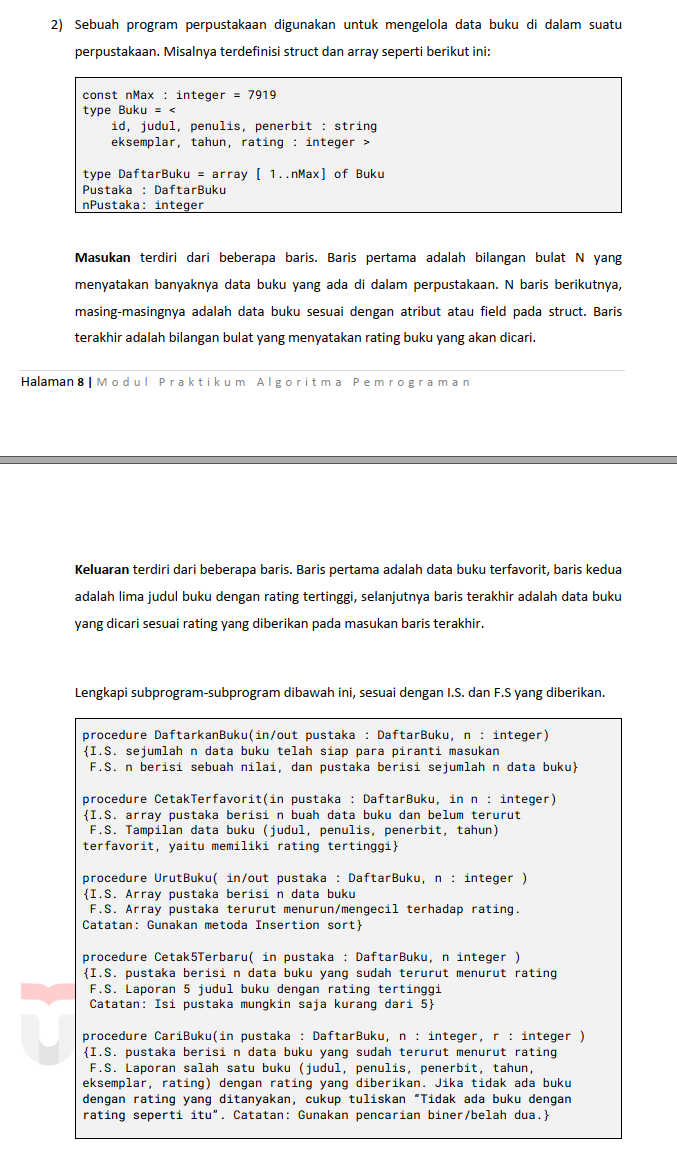 2) Sebuah program perpustakaan digunakan untuk mengelola data buku di dalam suatu
perpustakaan. Misalnya terdefinisi struct dan array seperti berikut ini:
const nMax : integer = 7919
type Buku = <
id, judul, penulis, penerbit : string
eksemplar, tahun, rating : integer >
type DaftarBuku = array [ 1..nMax] of Buku
Pustaka : DaftarBuku
nPustaka: integer
Masukan terdiri dari beberapa baris. Baris pertama adalah bilangan bulat N yang
menyatakan banyaknya data buku yang ada di dalam perpustakaan. N baris berikutnya,
masing-masingnya adalah data buku sesuai dengan atribut atau field pada struct. Baris
terakhir adalah bilangan bulat yang menyatakan rating buku yang akan dicari.
Halaman 8 | Modul Praktikum Algoritma Pemrograman
Keluaran terdiri dari beberapa baris. Baris pertama adalah data buku terfavorit, baris kedua
adalah lima judul buku dengan rating tertinggi, selanjutnya baris terakhir adalah data buku
yang dicari sesuai rating yang diberikan pada masukan baris terakhir.
Lengkapi subprogram-subprogram dibawah ini, sesuai dengan I.S. dan F.S yang diberikan.
procedure DaftarkanBuku(in/out pustaka : DaftarBuku, n : integer)
{I.S. sejumlah n data buku telah siap para piranti masukan
F.S. n berisi sebuah nilai, dan pustaka berisi sejumlah n data buku}
procedure CetakTerfavorit(in pustaka : DaftarBuku, in n : integer)
{I.S. array pustaka berisi n buah data buku dan belum terurut
F.S. Tampilan data buku (judul, penulis, penerbit, tahun)
terfavorit, yaitu memiliki rating tertinggi}
procedure UrutBuku( in/out pustaka : DaftarBuku, n : integer )
{I.S. Array pustaka berisi n data buku
F.S. Array pustaka terurut menurun/mengecil terhadap rating.
Catatan: Gunakan metoda Insertion sort}
procedure Cetak5Terbaru( in pustaka : DaftarBuku, n integer )
{I.S. pustaka berisi n data buku yang sudah terurut menurut rating
F.S. Laporan 5 judul buku dengan rating tertinggi
Catatan: Isi pustaka mungkin saja kurang dari 5}
procedure CariBuku(in pustaka : DaftarBuku, n : integer, r : integer )
{I.S. pustaka berisi n data buku yang sudah terurut menurut rating
F.S. Laporan salah satu buku (judul, penulis, penerbit, tahun,
eksemplar, rating) dengan rating yang diberikan. Jika tidak ada buku
dengan rating yang ditanyakan, cukup tuliskan “Tidak ada buku dengan
rating seperti itu”. Catatan: Gunakan pencarian biner/belah dua.}